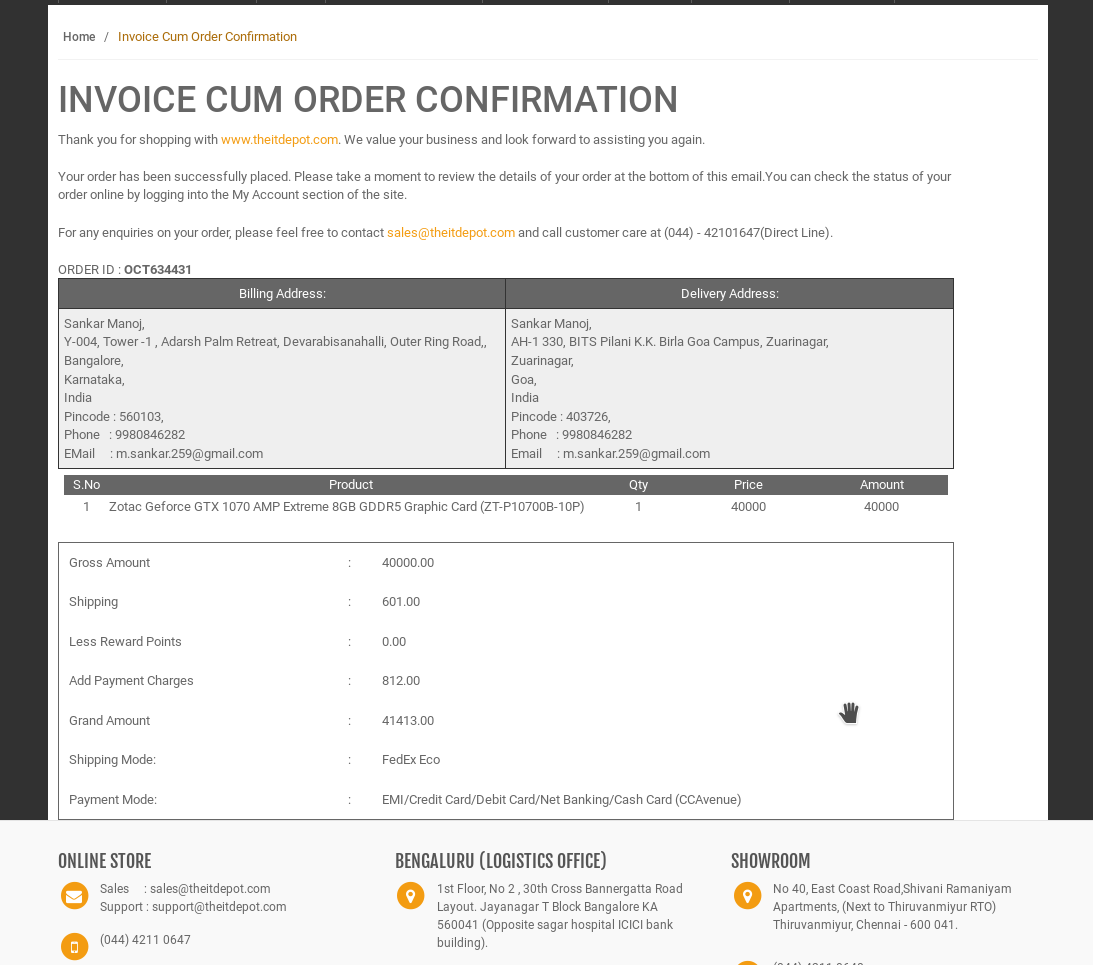 Home / Invoice Cum Order Confirmation
INVOICE CUM ORDER CONFIRMATION
Thank you for shopping with www.theitdepot.com. We value your business and look forward to assisting you again.
Your order has been successfully placed. Please take a moment to review the details of your order at the bottom of this email.You can check the status of your
order online by logging into the My Account section of the site.
For any enquiries on your order, please feel free to contact sales@theitdepot.com and call customer care at (044) - 42101647(Direct Line).
ORDER ID : OCT634431
Billing Address: Delivery Address:
Sankar Manoj,
Y-004, Tower -1 , Adarsh Palm Retreat, Devarabisanahalli, Outer Ring Road,,
Bangalore,
Karnataka,
India
Pincode : 560103,
Phone : 9980846282
EMail : m.sankar.259@gmail.com
Sankar Manoj,
AH-1 330, BITS Pilani K.K. Birla Goa Campus, Zuarinagar,
Zuarinagar,
Goa,
India
Pincode : 403726,
Phone : 9980846282
Email : m.sankar.259@gmail.com
S.No Product Qty Price Amount
1 Zotac Geforce GTX 1070 AMP Extreme 8GB GDDR5 Graphic Card (ZT-P10700B-10P) 1 40000 40000
Gross Amount : 40000.00
Shipping : 601.00
Less Reward Points : 0.00
Add Payment Charges : 812.00
Grand Amount : 41413.00
Shipping Mode: : FedEx Eco
Payment Mode: : EMI/Credit Card/Debit Card/Net Banking/Cash Card (CCAvenue)
ONLINE STORE
Sales : sales@theitdepot.com
Support : support@theitdepot.com
(044) 4211 0647
BENGALURU (LOGISTICS OFFICE)
1st Floor, No 2 , 30th Cross Bannergatta Road
Layout. Jayanagar T Block Bangalore KA
560041 (Opposite sagar hospital ICICI bank
building).
SHOWROOM
No 40, East Coast Road,Shivani Ramaniyam
Apartments, (Next to Thiruvanmiyur RTO)
Thiruvanmiyur, Chennai - 600 041.